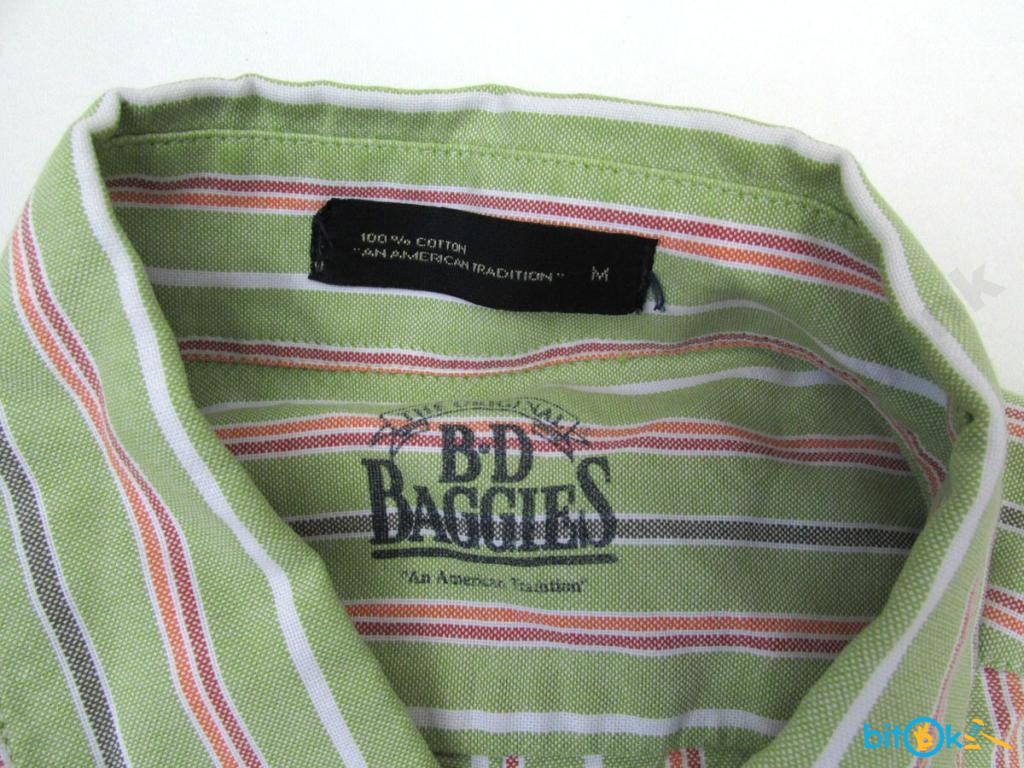 100 % COTTON
"AN AMERICAN TRADITION"
M
THE ORIGINAL
B·D
BAGGIES
"An American Tradition"
bitOk